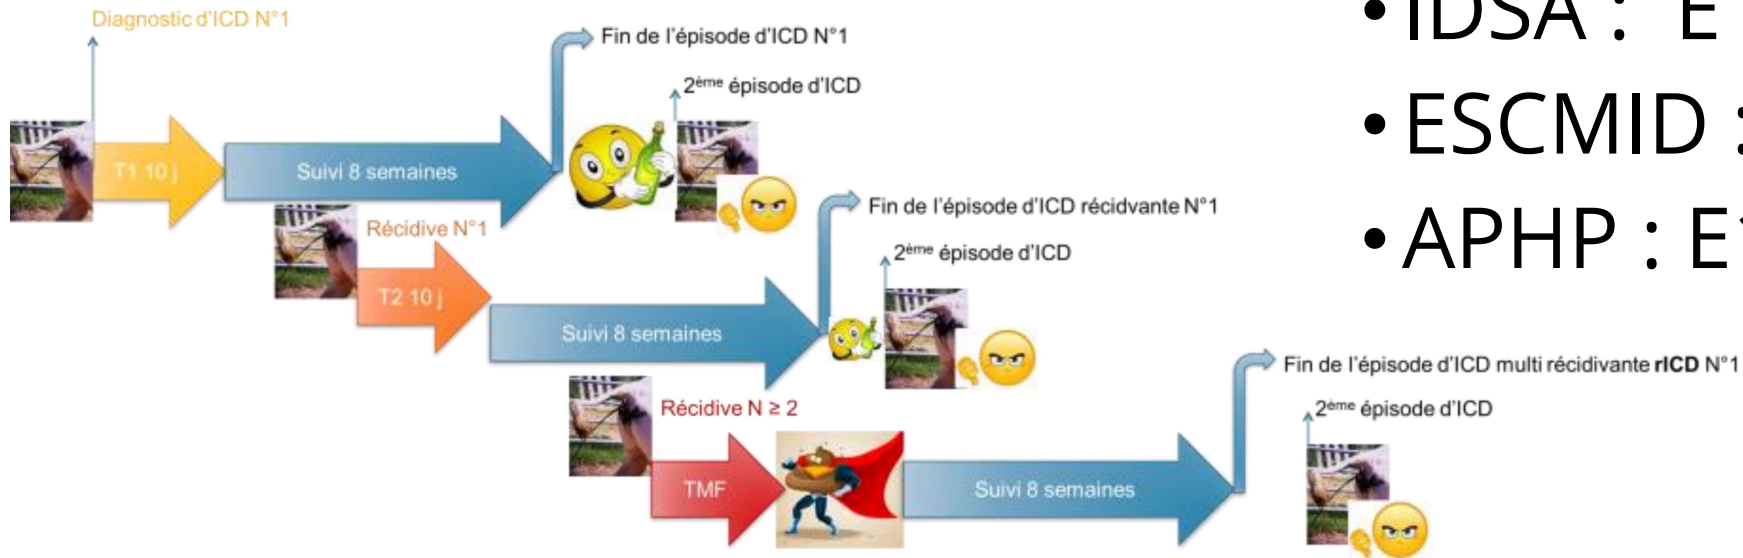 Diagnostic d'ICD N°1
Fin de l'épisode d'ICD N°1
2ème épisode d'ICD
T1 10 j
Suivi 8 semaines
Récidive N°1
Fin de l'épisode d'ICD récidvante N°1
2ème épisode d'ICD
T2 10 j
Suivi 8 semaines
Récidive N ≥ 2
Fin de l'épisode d'ICD multi récidivante rICD N°1
2ème épisode d'ICD
TMF
Suivi 8 semaines
• IDSA : E
• ESCMID :
• APHP : E